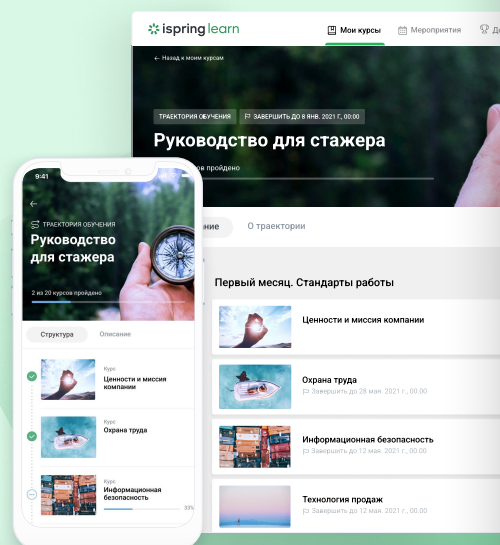 ispring learn
Мои курсы
Мероприятия
← Назад к моим курсам
ТРАЕКТОРИЯ ОБУЧЕНИЯ
ЗАВЕРШИТЬ ДО 8 ЯНВ. 2021 Г., 00:00
Руководство для стажера
пройдено
О траектории
Первый месяц. Стандарты работы
Ценности и миссия компании
Охрана труда
Завершить до 28 мая. 2021 г., 00:00
Информационная безопасность
Завершить до 12 мая. 2021 г., 00:00
Технология продаж
Завершить до 12 мая. 2021 г., 00:00
9:41
←
ТРАЕКТОРИЯ ОБУЧЕНИЯ
Руководство
для стажера
2 из 20 курсов пройдено
Структура
Описание
Курс
Ценности и миссия
компании
Курс
Охрана труда
Курс
Информационная
безопасность
33%